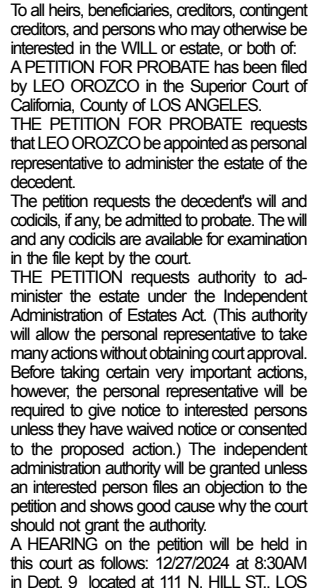 To all heirs, beneficiaries, creditors, contingent
creditors, and persons who may otherwise be
interested in the WILL or estate, or both of:
A PETITION FOR PROBATE has been filed
by LEO OROZCO in the Superior Court of
California, County of LOS ANGELES.
THE PETITION FOR PROBATE requests
that LEO OROZCO be appointed as personal
representative to administer the estate of the
decedent.
The petition requests the decedent's will and
codicils, if any, be admitted to probate. The will
and any codicils are available for examination
in the file kept by the court.
THE PETITION requests authority to ad-
minister the estate under the Independent
Administration of Estates Act. (This authority
will allow the personal representative to take
many actions without obtaining court approval.
Before taking certain very important actions,
however, the personal representative will be
required to give notice to interested persons
unless they have waived notice or consented
to the proposed action.) The independent
administration authority will be granted unless
an interested person files an objection to the
petition and shows good cause why the court
should not grant the authority.
A HEARING on the petition will be held in
this court as follows: 12/27/2024 at 8:30AM
in Dept. 9 located at 111 N. HILL ST., LOS